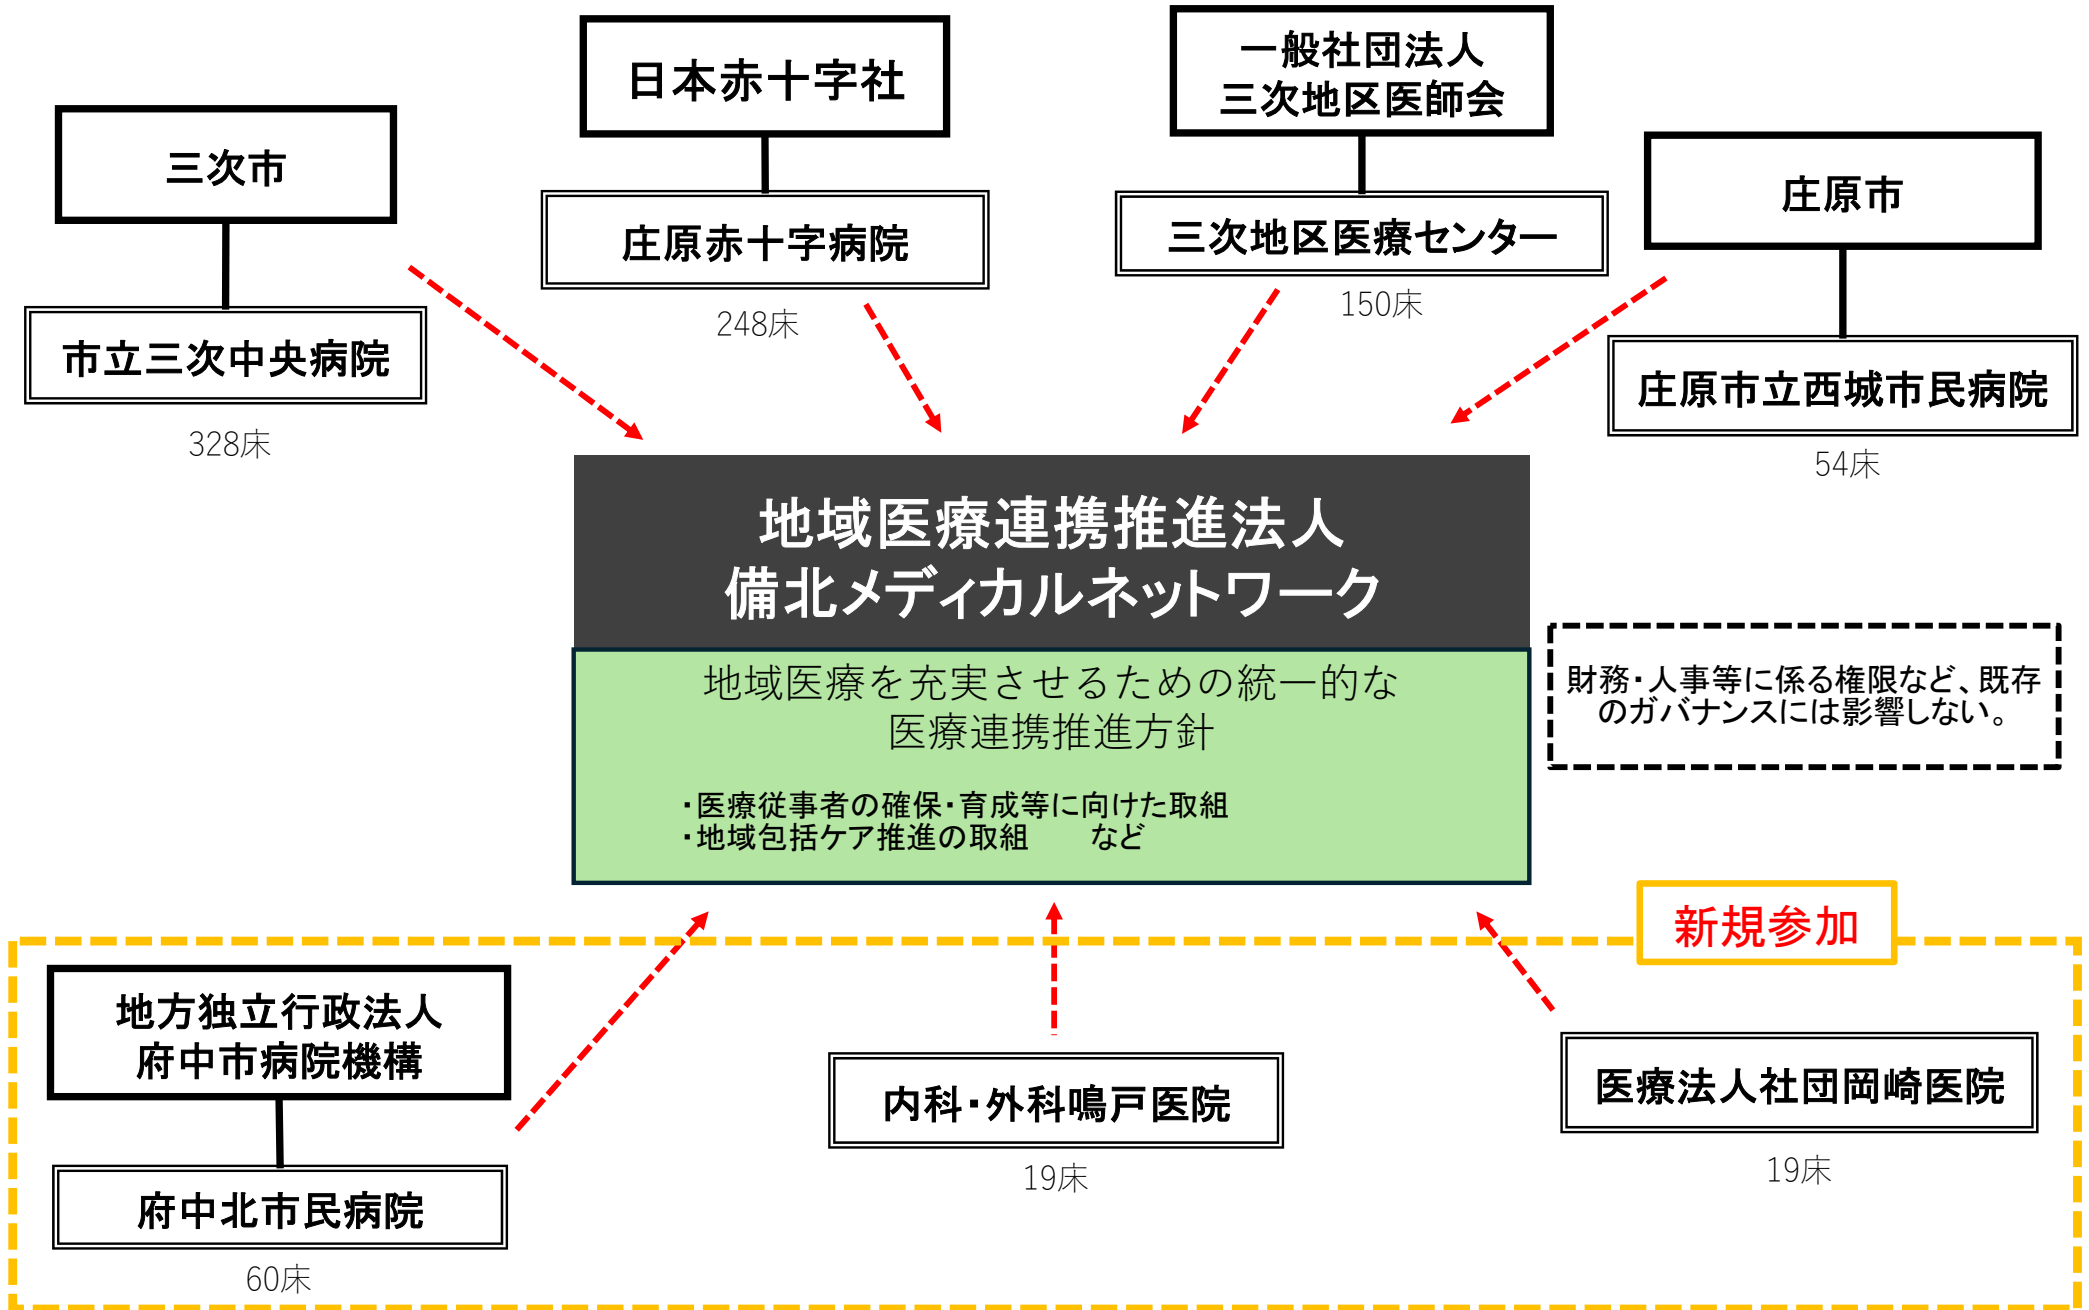 三次市
市立三次中央病院
328床
日本赤十字社
庄原赤十字病院
248床
一般社団法人
三次地区医師会
三次地区医療センター
150床
庄原市
庄原市立西城市民病院
54床
地域医療連携推進法人
備北メディカルネットワーク
地域医療を充実させるための統一的な
医療連携推進方針
・医療従事者の確保・育成等に向けた取組
・地域包括ケア推進の取組　　など
財務・人事等に係る権限など、既存
のガバナンスには影響しない。
新規参加
地方独立行政法人
府中市病院機構
府中北市民病院
60床
内科・外科鳴戸医院
19床
医療法人社団岡崎医院
19床